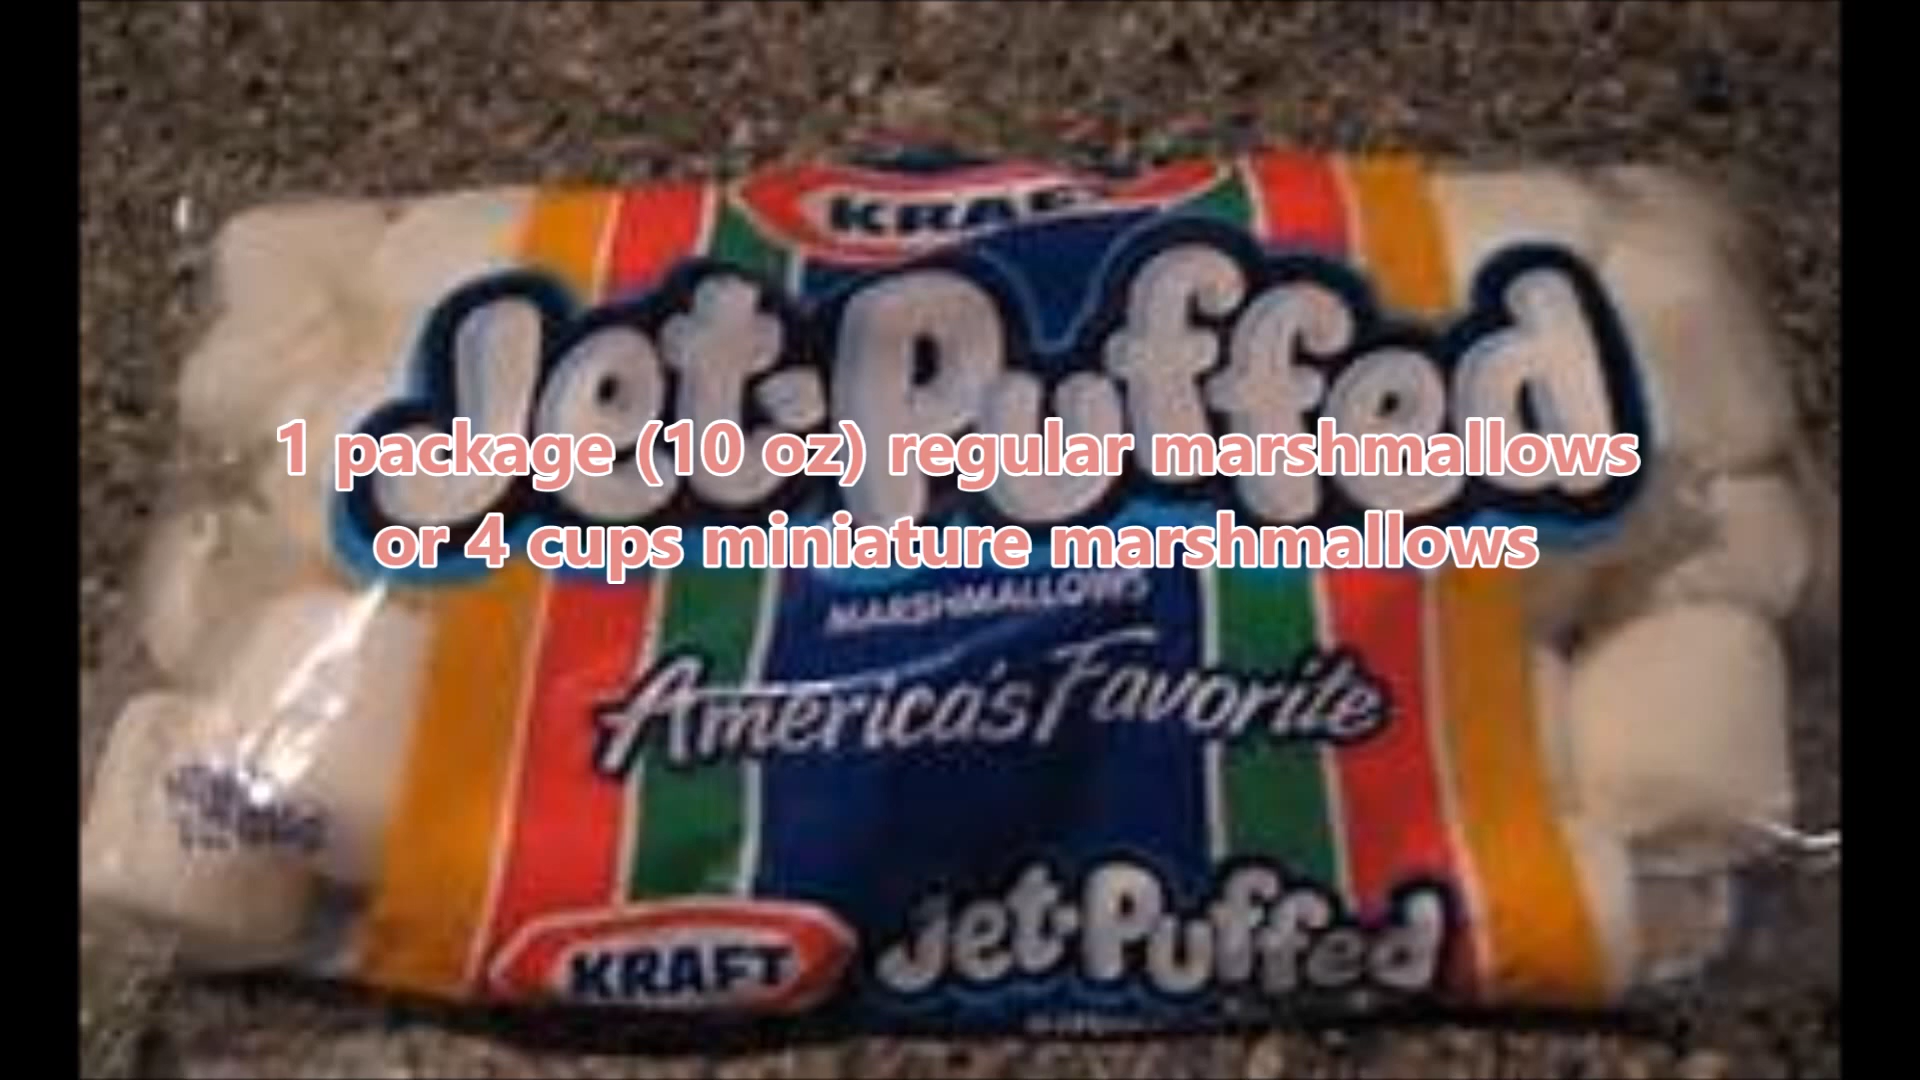 KRAF
Jet-Puffed
1 package (10 oz) regular marshmallows
or 4 cups miniature marshmallows
MARSHMALLOWS
America's Favorite
KRAFT Jet-Puffed